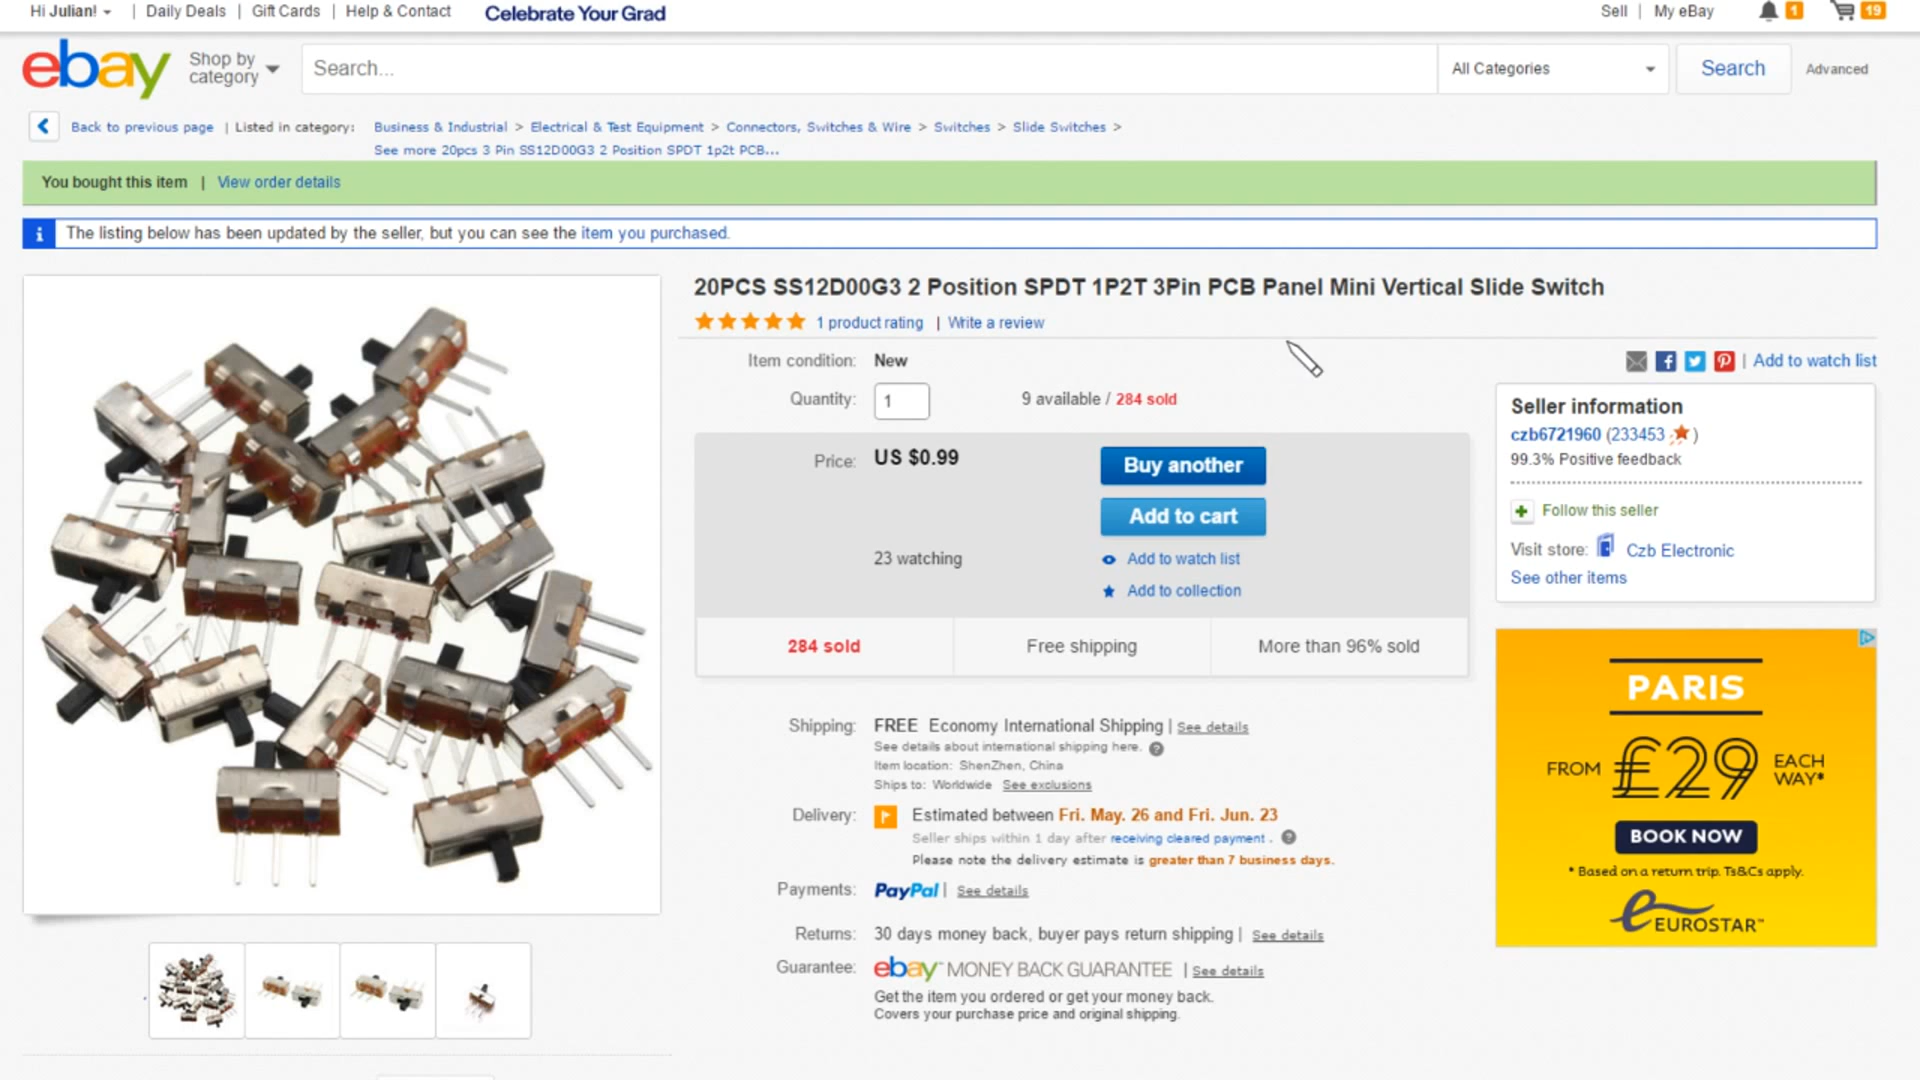 Hi Julian! | Daily Deals | Gift Cards | Help & Contact Celebrate Your Grad Sell | My eBay 1 19
ebay Shop by category Search... All Categories Search Advanced
Back to previous page | Listed in category: Business & Industrial > Electrical & Test Equipment > Connectors, Switches & Wire > Switches > Slide Switches >
See more 20pcs 3 Pin SS12D00G3 2 Position SPDT 1p2t PCB...
You bought this item | View order details
i The listing below has been updated by the seller, but you can see the item you purchased.
20PCS SS12D00G3 2 Position SPDT 1P2T 3Pin PCB Panel Mini Vertical Slide Switch
1 product rating | Write a review
Item condition: New
| Add to watch list
Quantity: 1 9 available / 284 sold
Price: US $0.99
Buy another
Add to cart
23 watching
Add to watch list
Add to collection
284 sold Free shipping More than 96% sold
Shipping: FREE Economy International Shipping | See details
See details about international shipping here. ?
Item location: ShenZhen, China
Ships to: Worldwide See exclusions
Delivery: Estimated between Fri. May. 26 and Fri. Jun. 23
Seller ships within 1 day after receiving cleared payment . ?
Please note the delivery estimate is greater than 7 business days.
Payments: PayPal | See details
Returns: 30 days money back, buyer pays return shipping | See details
Guarantee: ebay MONEY BACK GUARANTEE | See details
Get the item you ordered or get your money back.
Covers your purchase price and original shipping.
Seller information
czb6721960 (233453 )
99.3% Positive feedback
Follow this seller
Visit store: Czb Electronic
See other items
PARIS
FROM £29 EACH WAY*
BOOK NOW
* Based on a return trip. Ts&Cs apply.
EUROSTAR™